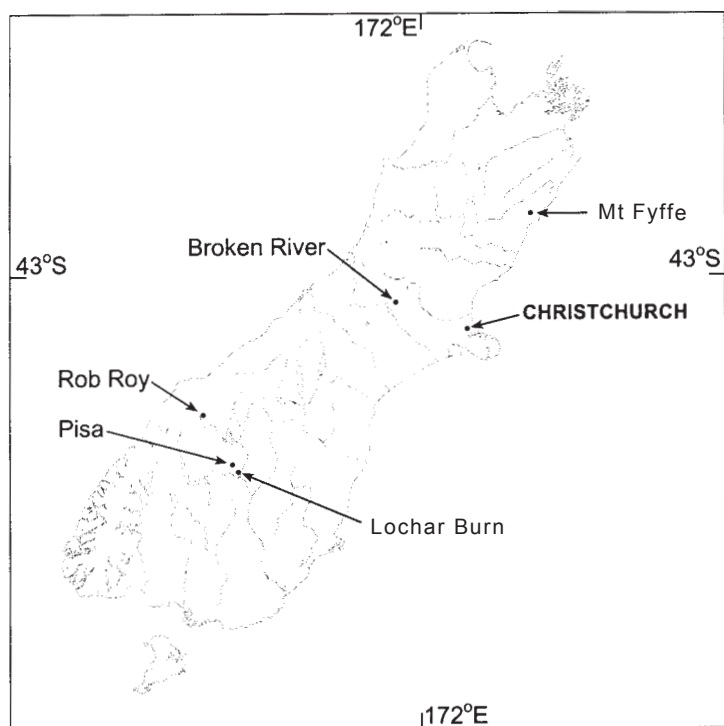 172°E
Mt Fyffe
Broken River
43°S
43°S
CHRISTCHURCH
Rob Roy
Pisa
Lochar Burn
172°E